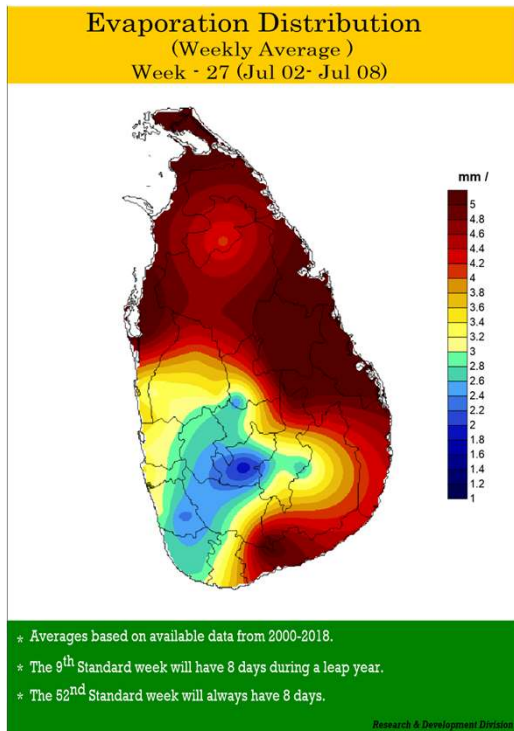 Evaporation Distribution
(Weekly Average )
Week - 27 (Jul 02- Jul 08)
mm /
5
4.8
4.6
4.4
4.2
4
3.8
3.6
3.4
3.2
3
2.8
2.6
2.4
2.2
2
1.8
1.6
1.4
1.2
1
* Averages based on available data from 2000-2018.
* The 9th Standard week will have 8 days during a leap year.
* The 52nd Standard week will always have 8 days.
Research & Development Division